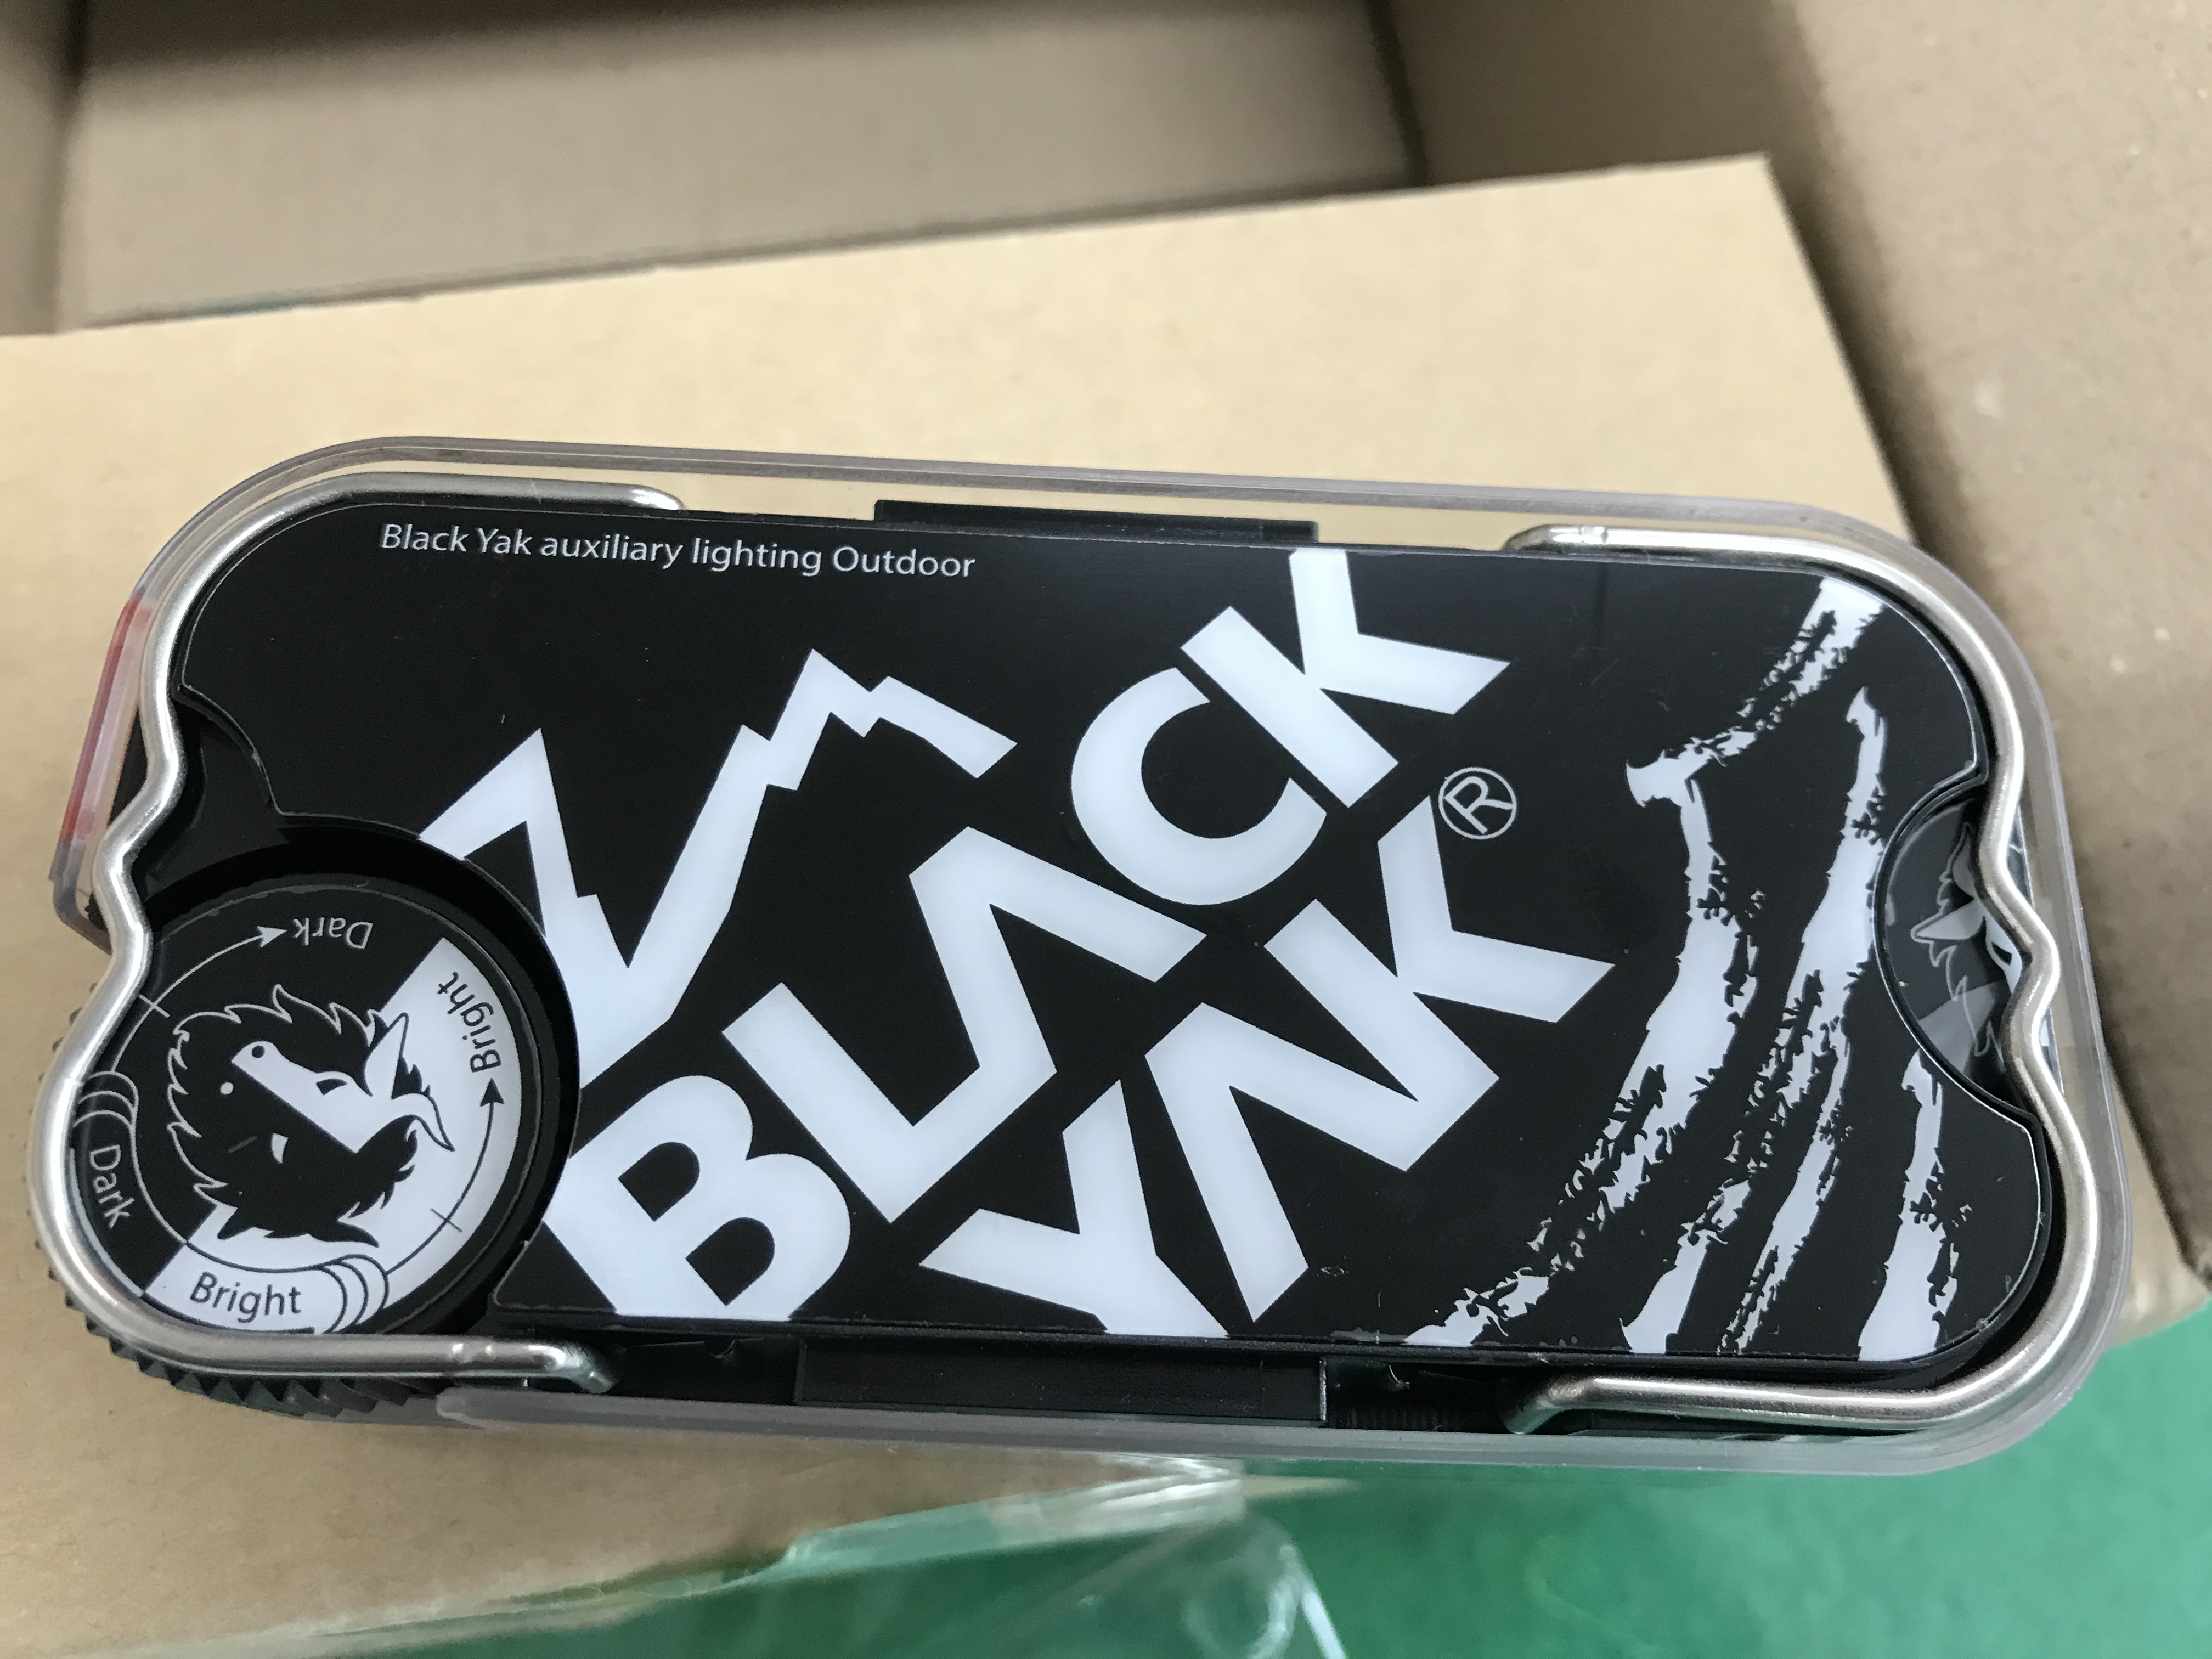 Black Yak auxiliary lighting Outdoor
BLACK
YAK®
Dark
Bright
Dark
Bright